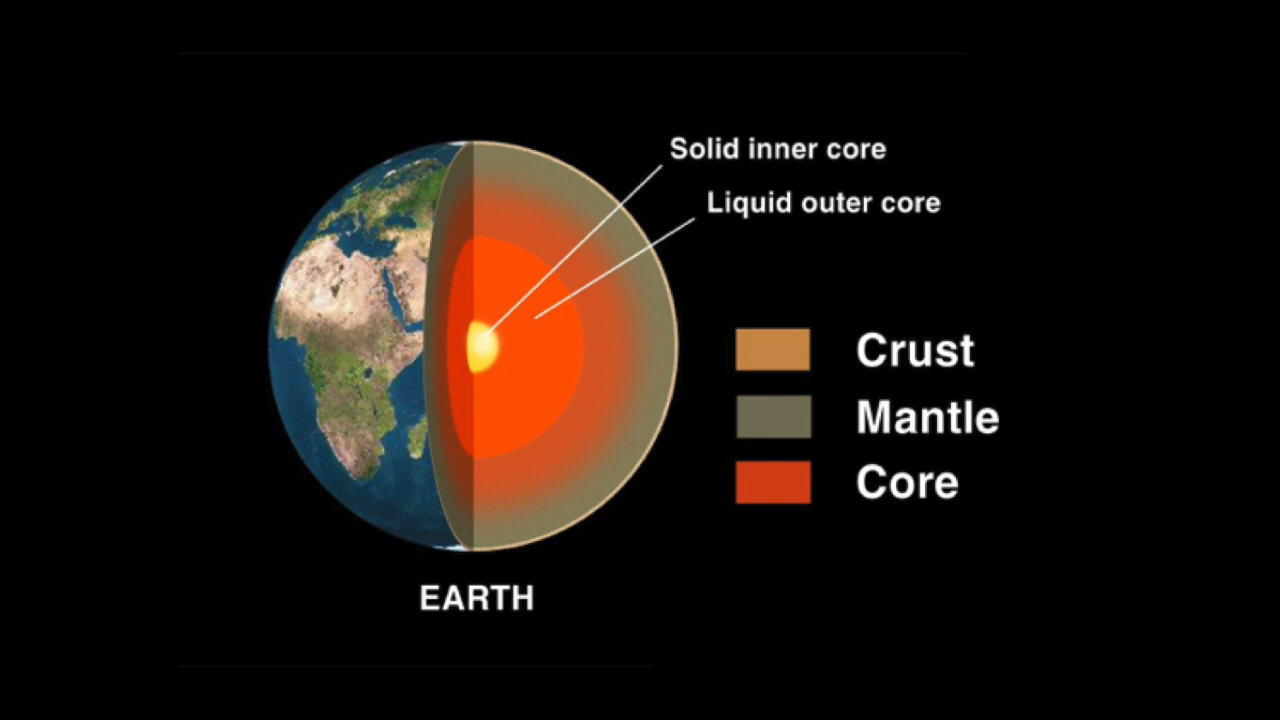 Solid inner core
Liquid outer core
Crust
Mantle
Core
EARTH